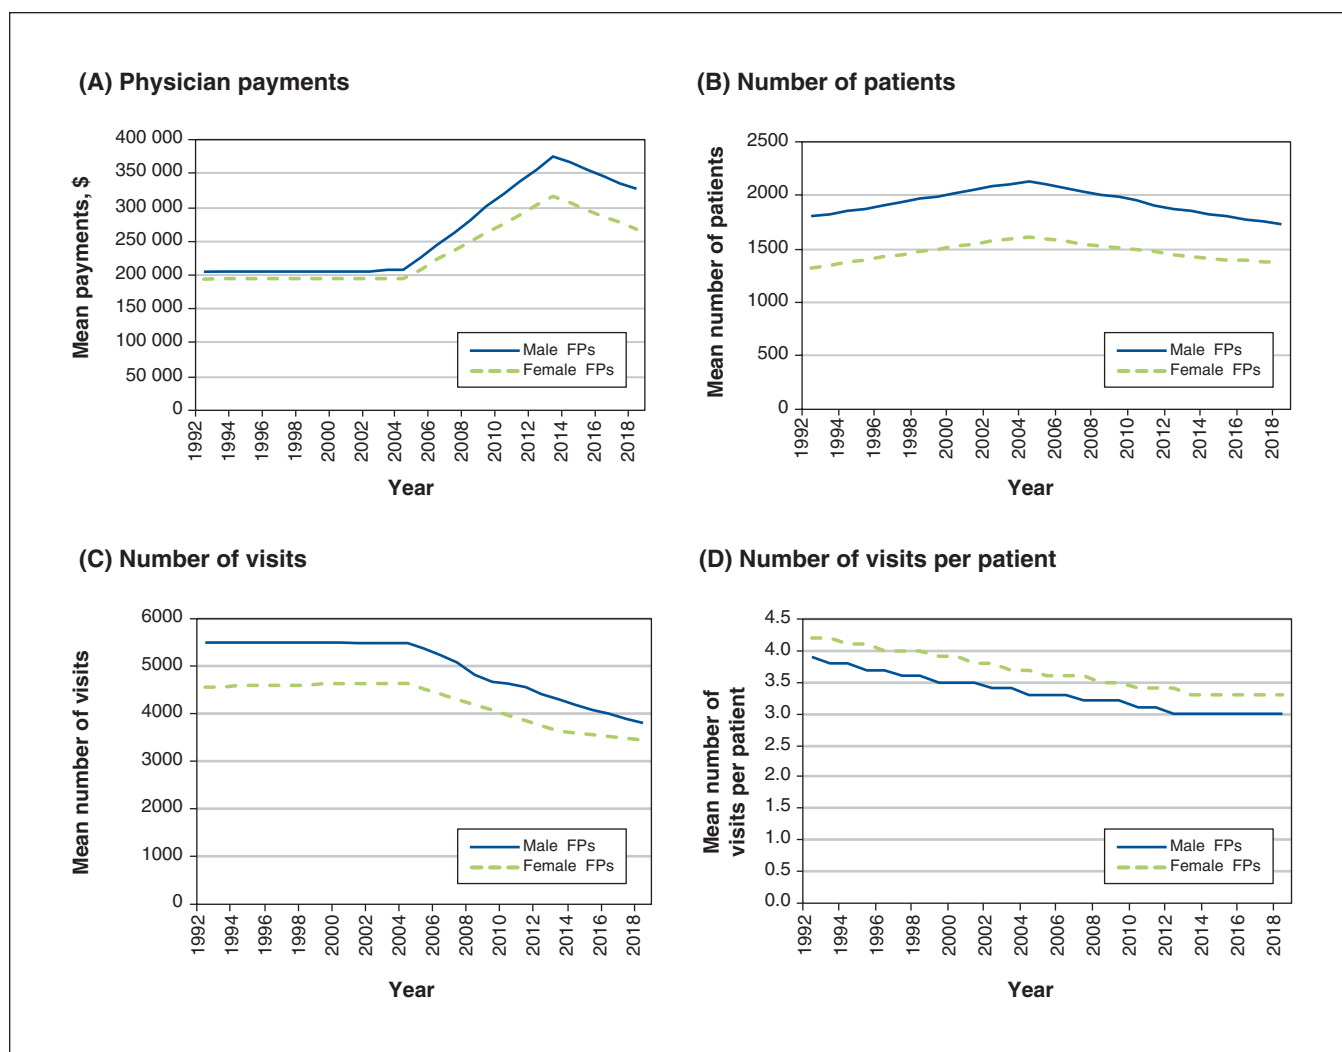 (A) Physician payments
Mean payments, $
400 000
350 000
300 000
250 000
200 000
150 000
100 000
50 000
0
Male FPs
Female FPs
1992 1994 1996 1998 2000 2002 2004 2006 2008 2010 2012 2014 2016 2018
Year
(B) Number of patients
Mean number of patients
2500
2000
1500
1000
500
0
Male FPs
Female FPs
1992 1994 1996 1998 2000 2002 2004 2006 2008 2010 2012 2014 2016 2018
Year
(C) Number of visits
Mean number of visits
6000
5000
4000
3000
2000
1000
0
Male FPs
Female FPs
1992 1994 1996 1998 2000 2002 2004 2006 2008 2010 2012 2014 2016 2018
Year
(D) Number of visits per patient
Mean number of
visits per patient
4.5
4.0
3.5
3.0
2.5
2.0
1.5
1.0
0.5
0.0
Male FPs
Female FPs
1992 1994 1996 1998 2000 2002 2004 2006 2008 2010 2012 2014 2016 2018
Year